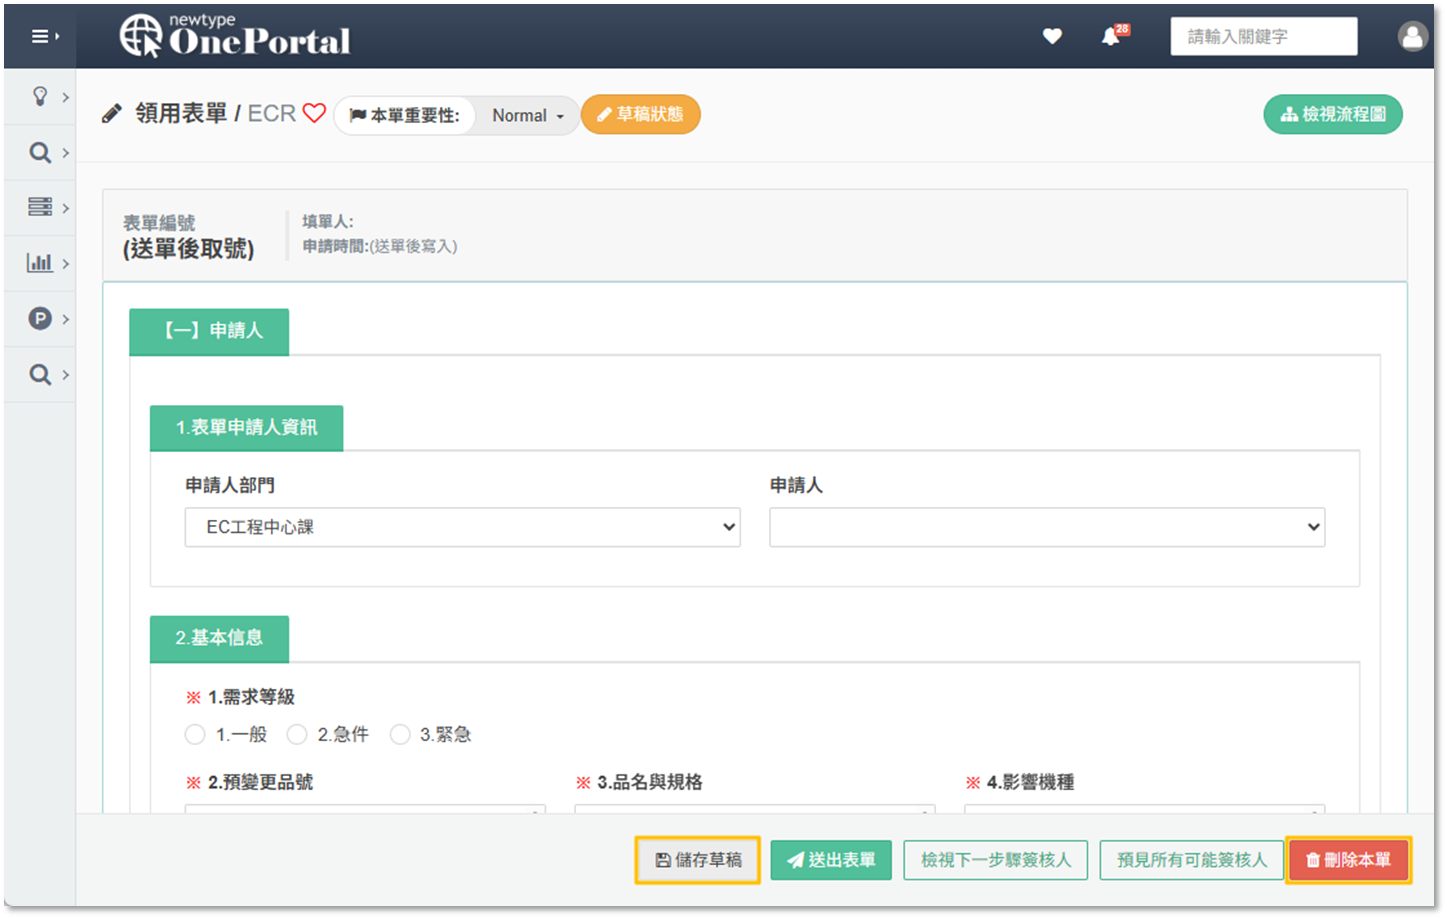 newtype
OnePortal
28
請輸入關鍵字
領用表單 / ECR
本單重要性:
Normal
草稿狀態
檢視流程圖
表單編號
(送單後取號)
填單人:
申請時間:(送單後寫入)
P
【一】申請人
1.表單申請人資訊
申請人部門
申請人
EC工程中心課
2.基本信息
※ 1.需求等級
1.一般 2.急件 3.緊急
※ 2.預變更品號
※ 3.品名與規格
※ 4.影響機種
儲存草稿
送出表單
檢視下一步驟簽核人
預見所有可能簽核人
刪除本單